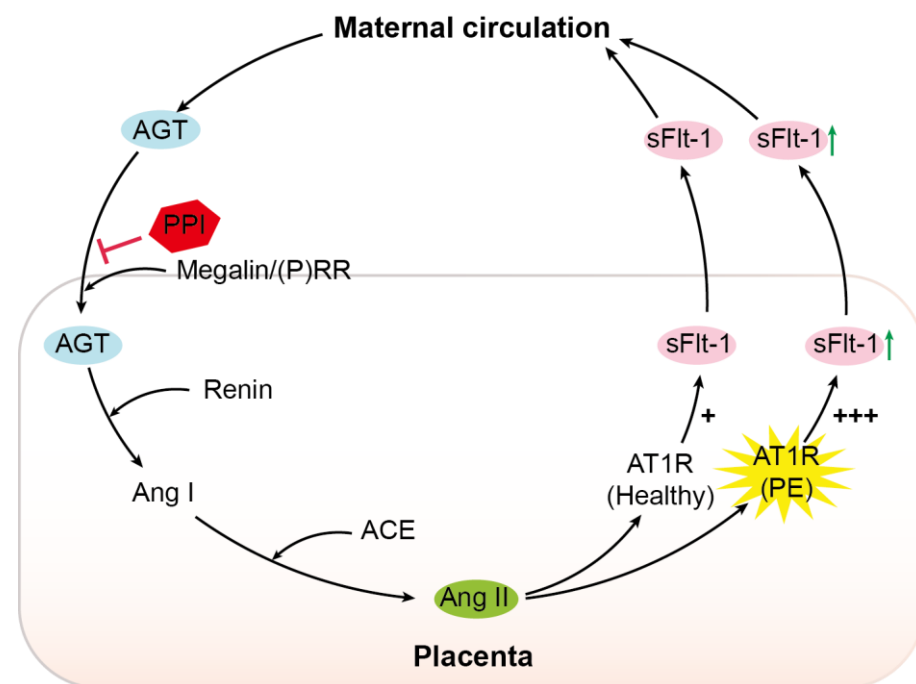 Maternal circulation
AGT
sFlt-1
sFlt-1
PPI
Megalin/(P)RR
AGT
sFlt-1
sFlt-1
Renin
+
+++
AT1R
(Healthy)
AT1R
(PE)
Ang I
ACE
Ang II
Placenta